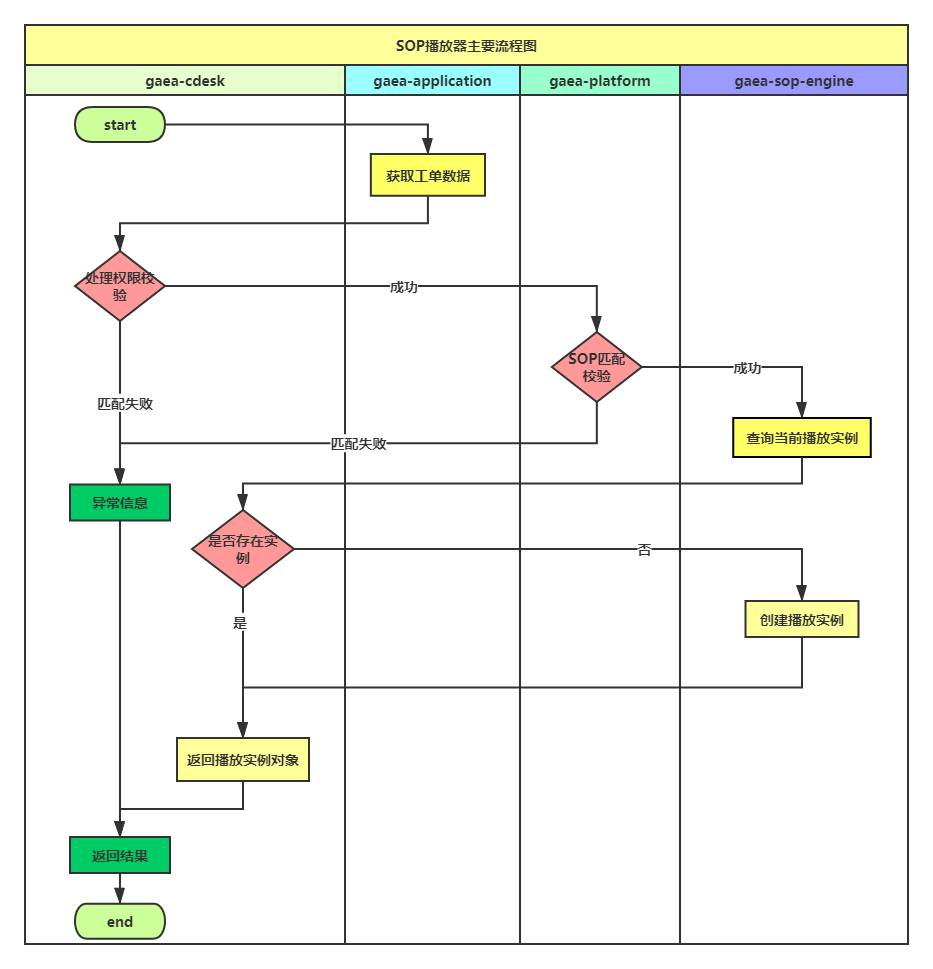 SOP播放器主要流程图
gaea-cdesk
gaea-application
gaea-platform
gaea-sop-engine
start
获取工单数据
处理权限校
验
成功
SOP匹配
校验
成功
匹配失败
查询当前播放实例
匹配失败
异常信息
是否存在实
例
否
创建播放实例
是
返回播放实例对象
返回结果
end